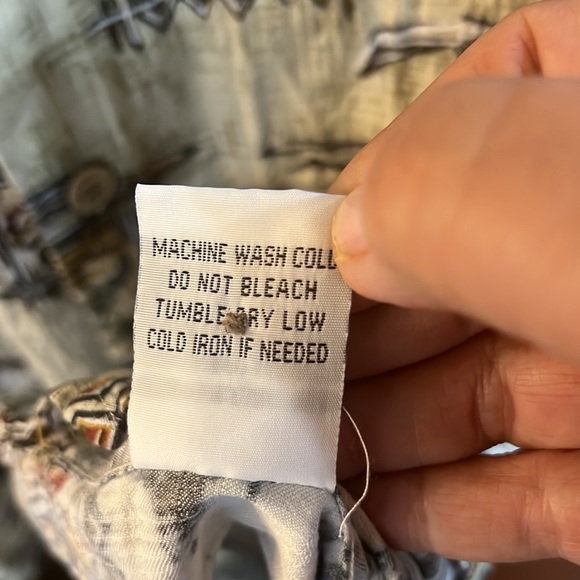 MACHINE WASH COLD
DO NOT BLEACH
TUMBLE DRY LOW
COLD IRON IF NEEDED